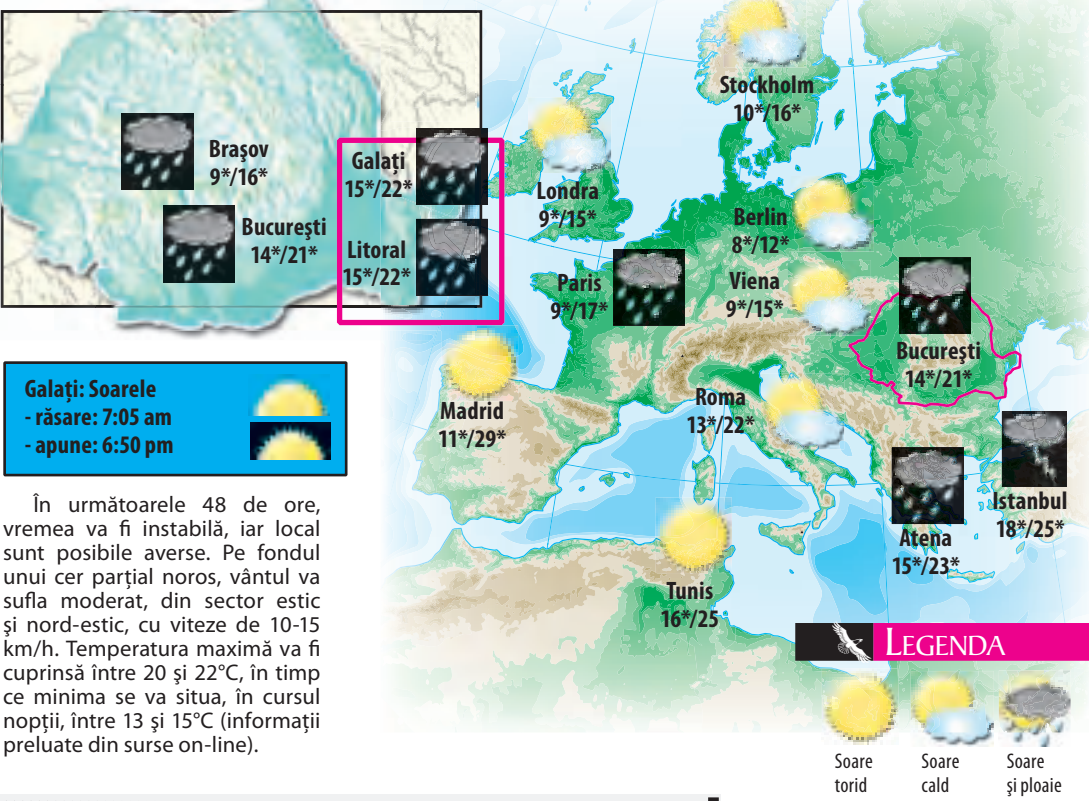 Braşov
9*/16*
Bucureşti
14*/21*
Galați
15*/22*
Litoral
15*/22*
Stockholm
10*/16*
Londra
9*/15*
Berlin
8*/12*
Paris
9*/17*
Viena
9*/15*
Bucureşti
14*/21*
Madrid
11*/29*
Roma
13*/22*
Istanbul
18*/25*
Atena
15*/23*
Tunis
16*/25
Galați: Soarele
- răsare: 7:05 am
- apune: 6:50 pm
În următoarele 48 de ore,
vremea va fi instabilă, iar local
sunt posibile averse. Pe fondul
unui cer parțial noros, vântul va
sufla moderat, din sector estic
şi nord-estic, cu viteze de 10-15
km/h. Temperatura maximă va fi
cuprinsă între 20 şi 22°C, în timp
ce minima se va situa, în cursul
nopții, între 13 şi 15°C (informații
preluate din surse on-line).
LEGENDA
Soare
torid
Soare
cald
Soare
şi ploaie